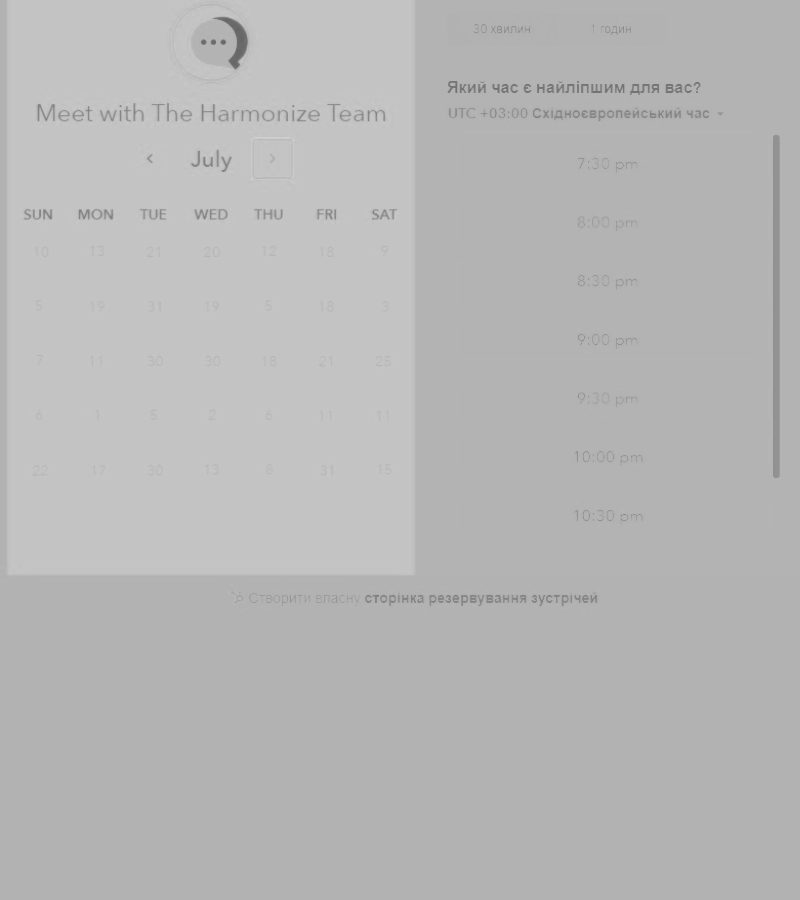 Meet with The Harmonize Team
July
SUN MON TUE WED THU FRI SAT
10 13 21 20 12 18 9
5 19 31 19 5 18 3
7 11 30 30 18 21 25
6 1 5 2 6 11 11
22 17 30 13 8 31 15
30 хвилин 1 годин
Який час є найліпшим для вас?
UTC +03:00 Східноєвропейський час
7:30 pm
8:00 pm
8:30 pm
9:00 pm
9:30 pm
10:00 pm
10:30 pm
Створити власну сторінка резервування зустрічей